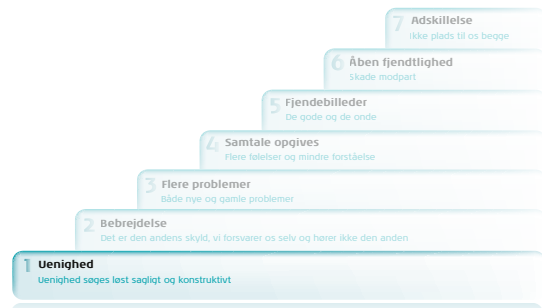 7 Adskillelse
Ikke plads til os begge
6 Åben fjendtlighed
Skade modpart
5 Fjendebilleder
De gode og de onde
4 Samtale opgives
Flere følelser og mindre forståelse
3 Flere problemer
Både nye og gamle problemer
2 Bebrejdelse
Det er den andens skyld, vi forsvarer os selv og hører ikke den anden
1 Uenighed
Uenighed søges løst sagligt og konstruktivt